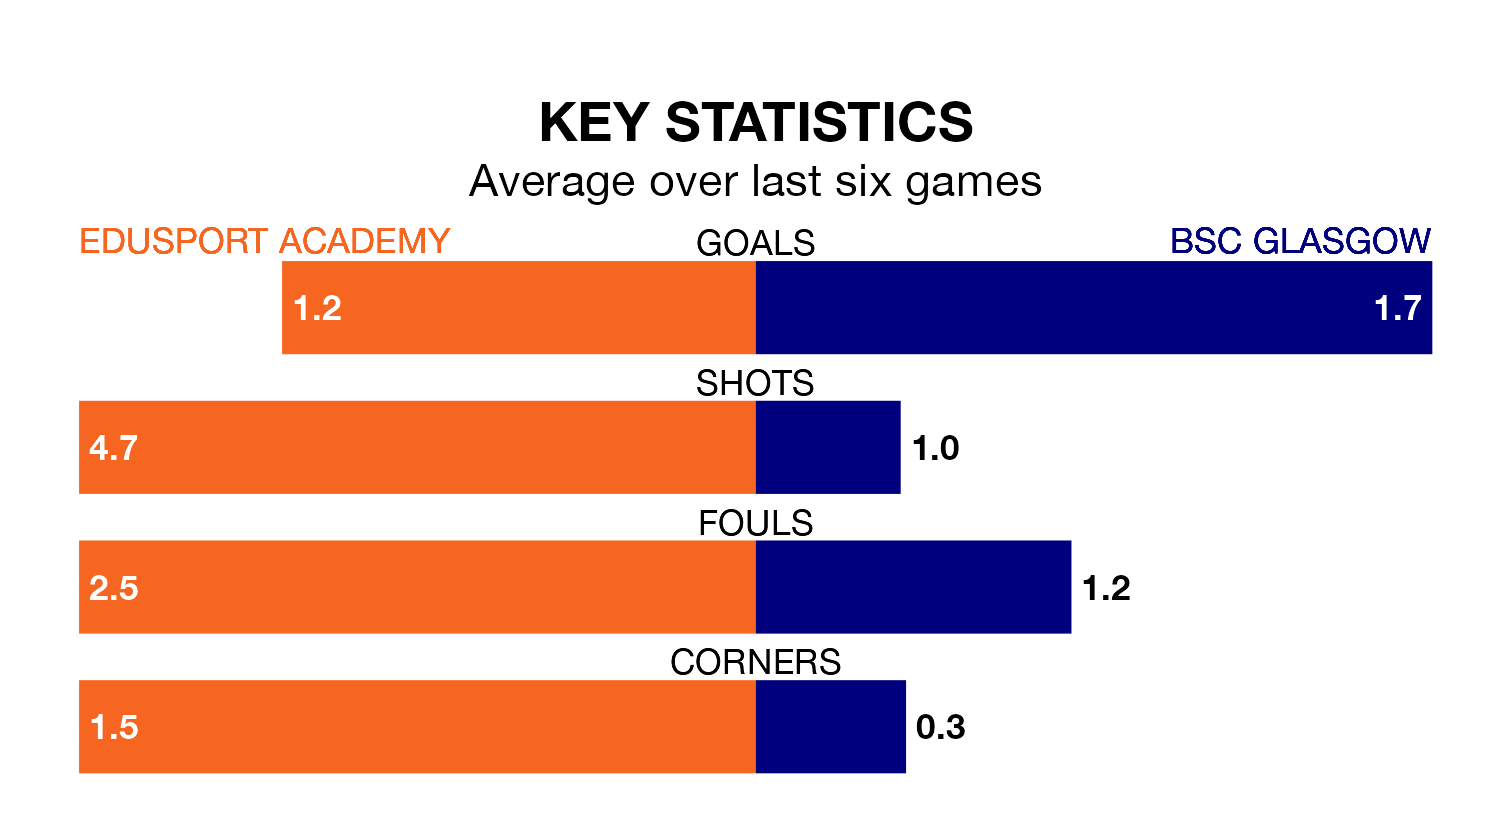 KEY STATISTICS
Average over last six games
EDUSPORT ACADEMY GOALS BSC GLASGOW
1.2 1.7
SHOTS
4.7 1.0
FOULS
2.5 1.2
CORNERS
1.5 0.3